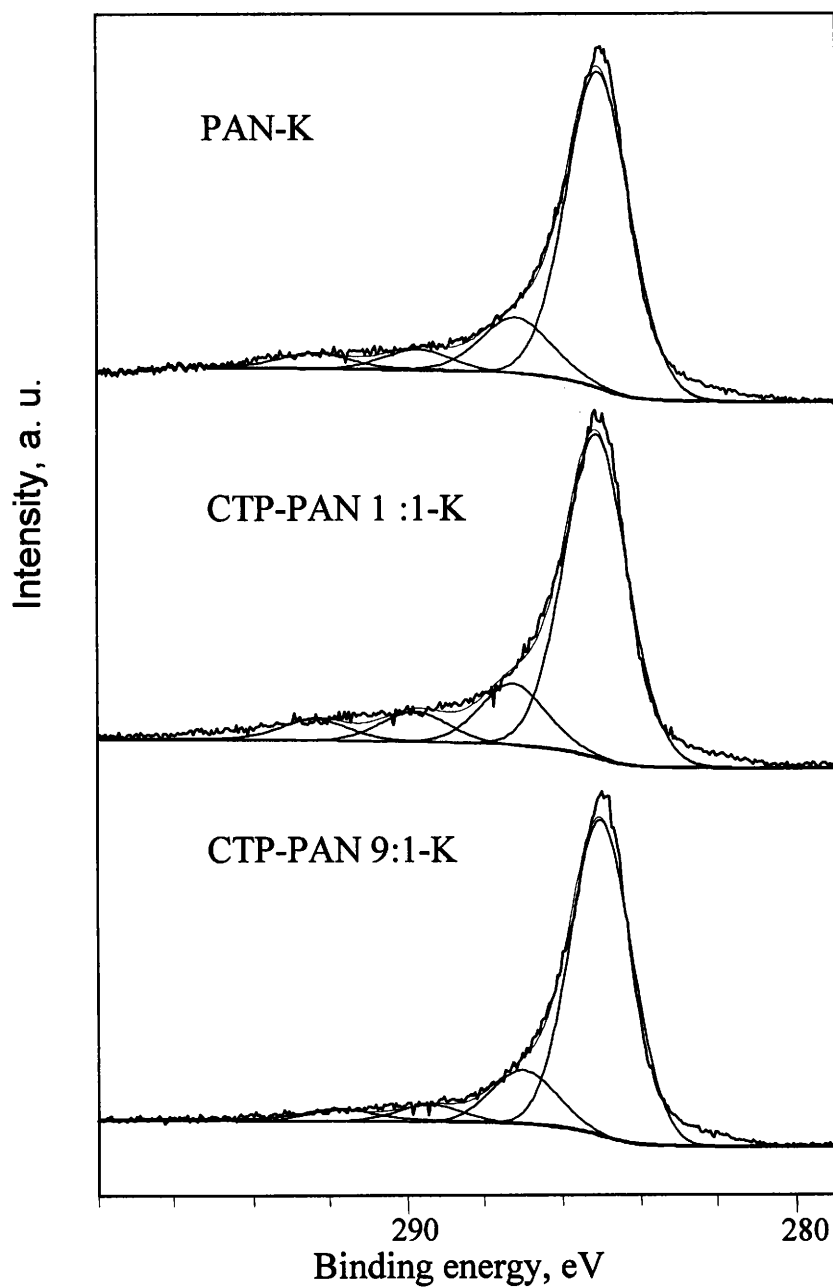 PAN-K
CTP-PAN 1 :1-K
CTP-PAN 9:1-K
Intensity, a. u.
290
280
Binding energy, eV